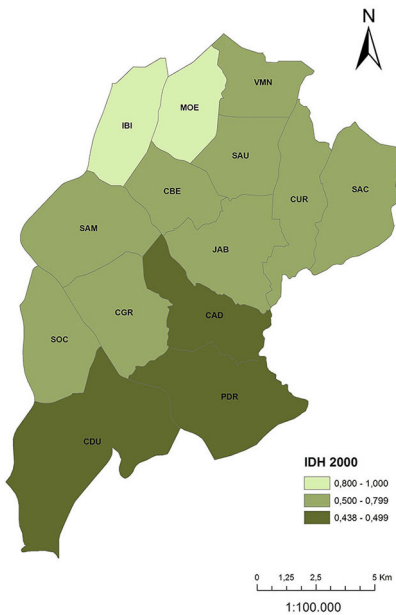 N
VMN
MOE
IBI
SAU
CBE
CUR
SAC
SAM
JAB
CGR
CAD
SOC
PDR
CDU
IDH 2000
0,800 - 1,000
0,500 - 0,799
0,438 - 0,499
0 1,25 2,5 5 Km
1:100.000